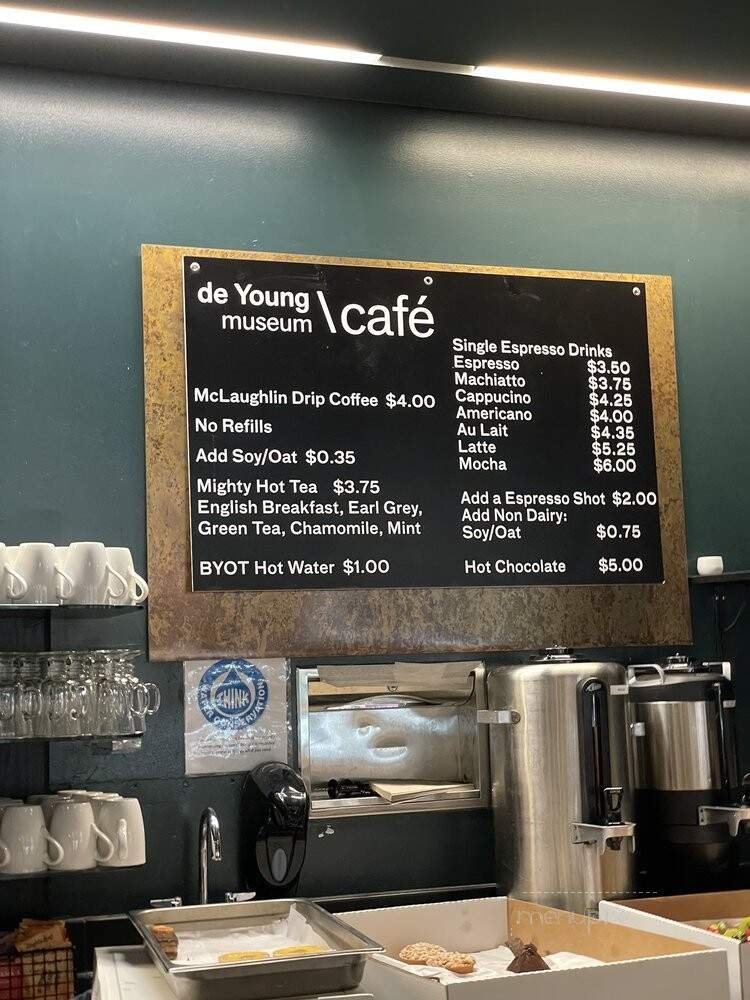 de Young
museum \ café
McLaughlin Drip Coffee $4.00
No Refills
Add Soy/Oat $0.35
Mighty Hot Tea $3.75
English Breakfast, Earl Grey,
Green Tea, Chamomile, Mint
BYOT Hot Water $1.00
Single Espresso Drinks
Espresso $3.50
Machiatto $3.75
Cappucino $4.25
Americano $4.00
Au Lait $4.35
Latte $5.25
Mocha $6.00
Add a Espresso Shot $2.00
Add Non Dairy:
Soy/Oat $0.75
Hot Chocolate $5.00
THINK
WATER CONSERVATION